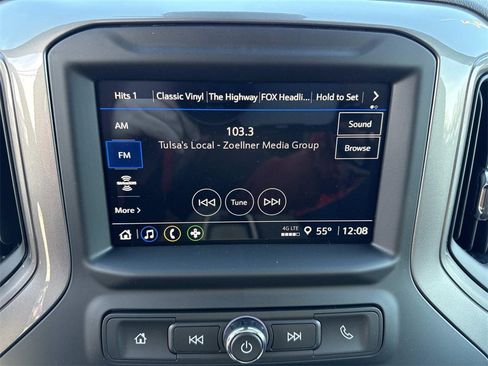 Hits 1 Classic Vinyl The Highway FOX Headli... Hold to Set
AM 103.3 Sound
FM Tulsa's Local - Zoellner Media Group Browse
More Tune
4G LTE 55° 12:08